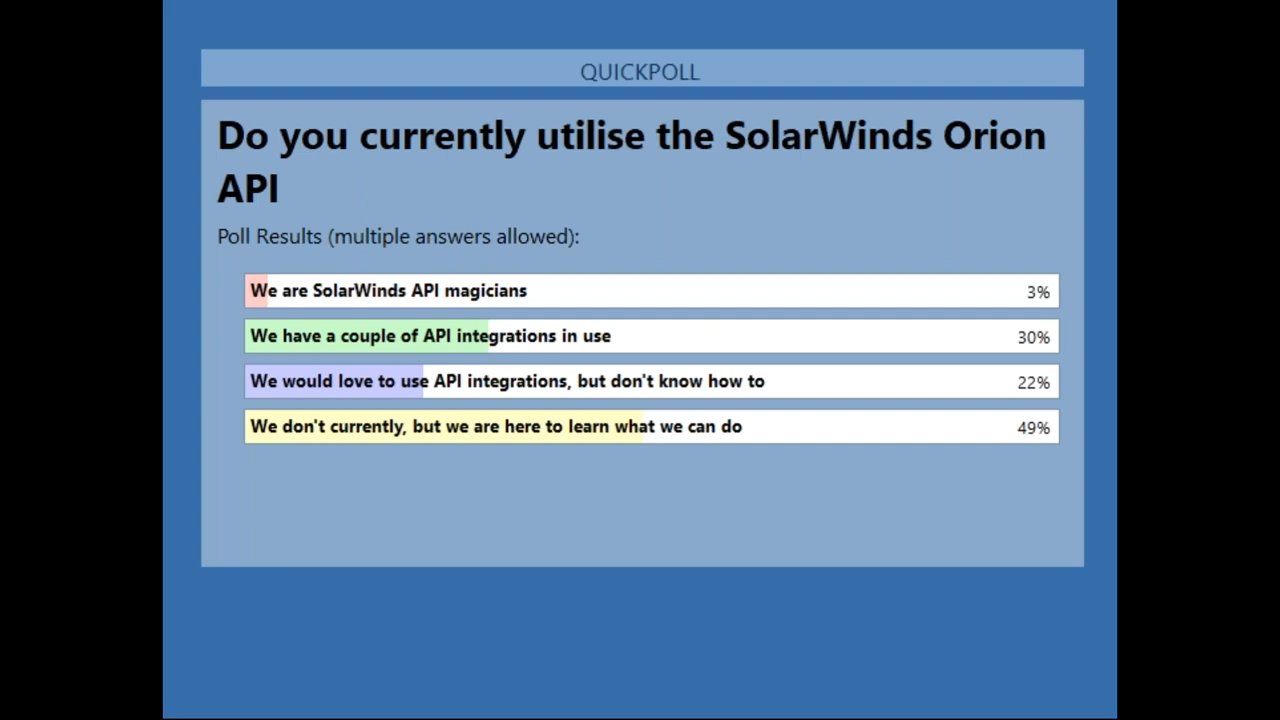 QUICKPOLL
Do you currently utilise the SolarWinds Orion
API
Poll Results (multiple answers allowed):
We are SolarWinds API magicians 3%
We have a couple of API integrations in use 30%
We would love to use API integrations, but don't know how to 22%
We don't currently, but we are here to learn what we can do 49%